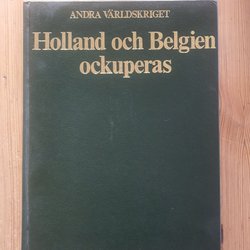 ANDRA VÄRLDSKRIGET
Holland och Belgien
ockuperas